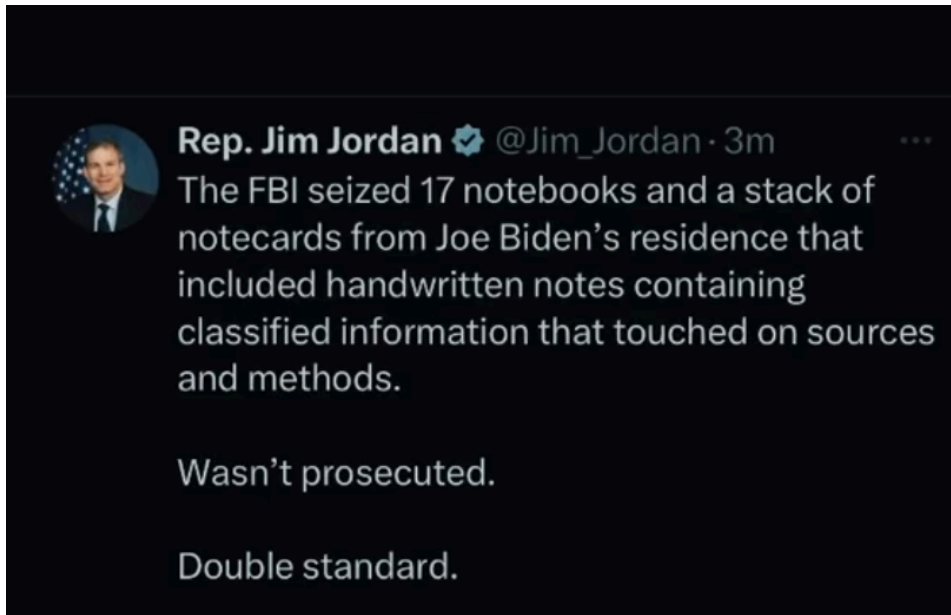 Rep. Jim Jordan @Jim_Jordan · 3m
The FBI seized 17 notebooks and a stack of
notecards from Joe Biden’s residence that
included handwritten notes containing
classified information that touched on sources
and methods.
Wasn’t prosecuted.
Double standard.